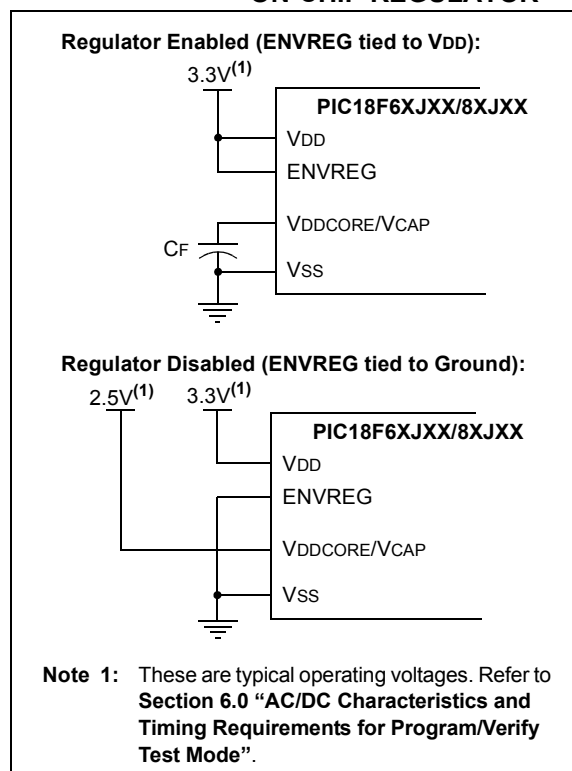 ON-CHIP REGULATOR
Regulator Enabled (ENVREG tied to VDD):
3.3V(1)
PIC18F6XJXX/8XJXX
VDD
ENVREG
VDDCORE/VCAP
CF
VSS
Regulator Disabled (ENVREG tied to Ground):
2.5V(1) 3.3V(1)
PIC18F6XJXX/8XJXX
VDD
ENVREG
VDDCORE/VCAP
VSS
Note 1: These are typical operating voltages. Refer to
Section 6.0 “AC/DC Characteristics and
Timing Requirements for Program/Verify
Test Mode”.